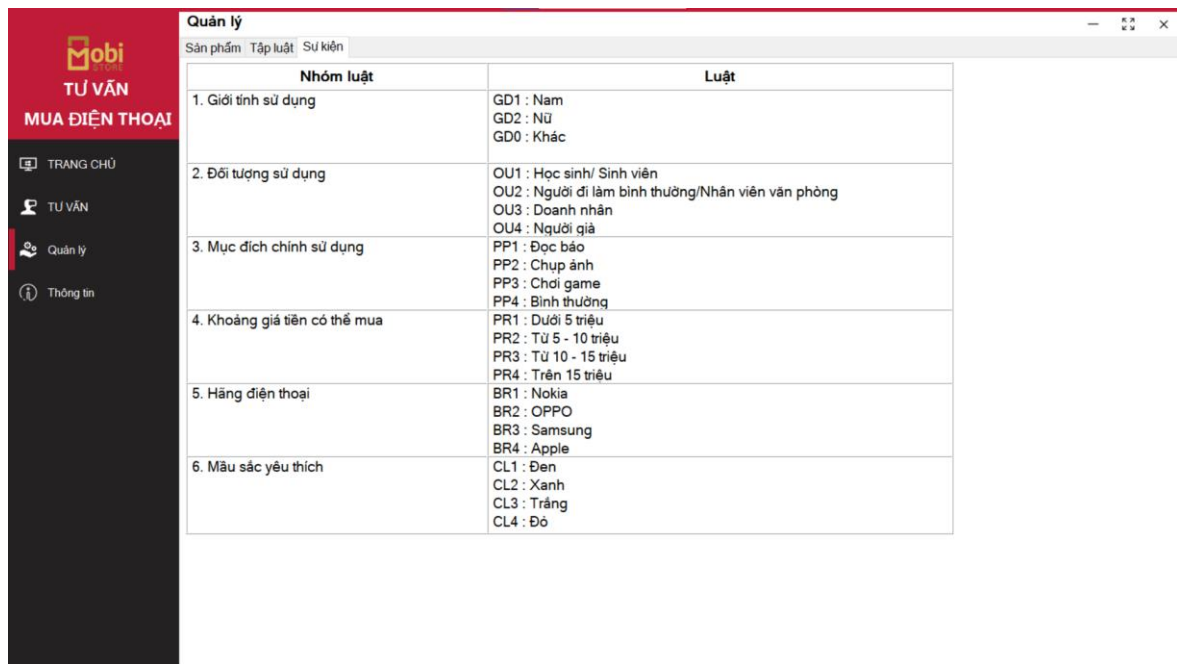 Mobi
STORE
TƯ VẤN
MUA ĐIỆN THOẠI
TRANG CHỦ
TƯ VẤN
Quản lý
Thông tin
Quản lý
Sản phẩm Tập luật Sự kiện
Nhóm luật Luật
1. Giới tính sử dụng
GD1 : Nam
GD2 : Nữ
GD0 : Khác
2. Đối tượng sử dụng
OU1 : Học sinh/ Sinh viên
OU2 : Người đi làm bình thường/Nhân viên văn phòng
OU3 : Doanh nhân
OU4 : Người già
3. Mục đích chính sử dụng
PP1 : Đọc báo
PP2 : Chụp ảnh
PP3 : Chơi game
PP4 : Bình thường
4. Khoảng giá tiền có thể mua
PR1 : Dưới 5 triệu
PR2 : Từ 5 - 10 triệu
PR3 : Từ 10 - 15 triệu
PR4 : Trên 15 triệu
5. Hãng điện thoại
BR1 : Nokia
BR2 : OPPO
BR3 : Samsung
BR4 : Apple
6. Mầu sắc yêu thích
CL1 : Đen
CL2 : Xanh
CL3 : Trắng
CL4 : Đỏ